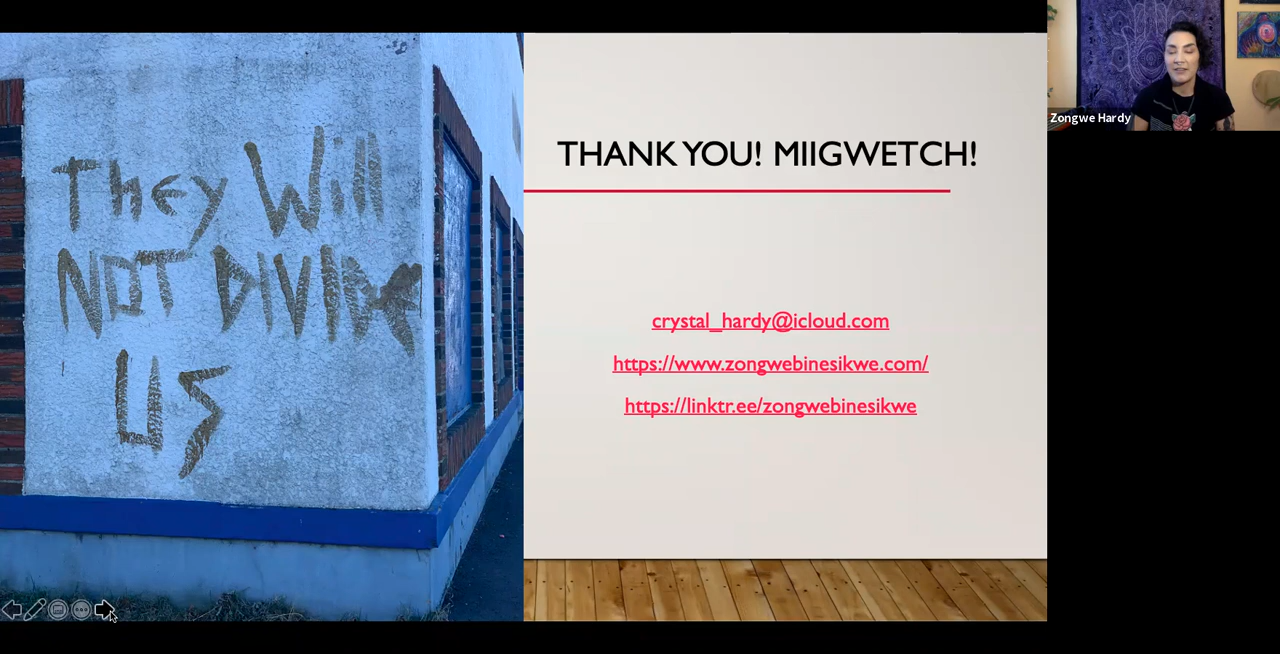 They Will
NOT DIVIDE
US
THANK YOU! MIIGWETCH!
crystal_hardy@icloud.com
https://www.zongwebinesikwe.com/
https://linktr.ee/zongwebinesikwe
Zongwe Hardy